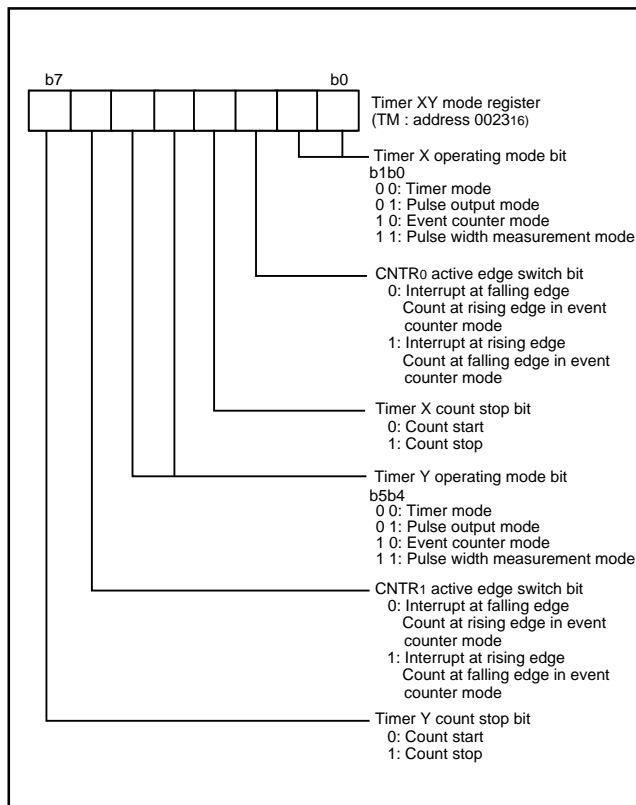 b7 b0
Timer XY mode register
(TM : address 002316)
Timer X operating mode bit
b1b0
0 0: Timer mode
0 1: Pulse output mode
1 0: Event counter mode
1 1: Pulse width measurement mode
CNTR0 active edge switch bit
0: Interrupt at falling edge
Count at rising edge in event
counter mode
1: Interrupt at rising edge
Count at falling edge in event
counter mode
Timer X count stop bit
0: Count start
1: Count stop
Timer Y operating mode bit
b5b4
0 0: Timer mode
0 1: Pulse output mode
1 0: Event counter mode
1 1: Pulse width measurement mode
CNTR1 active edge switch bit
0: Interrupt at falling edge
Count at rising edge in event
counter mode
1: Interrupt at rising edge
Count at falling edge in event
counter mode
Timer Y count stop bit
0: Count start
1: Count stop